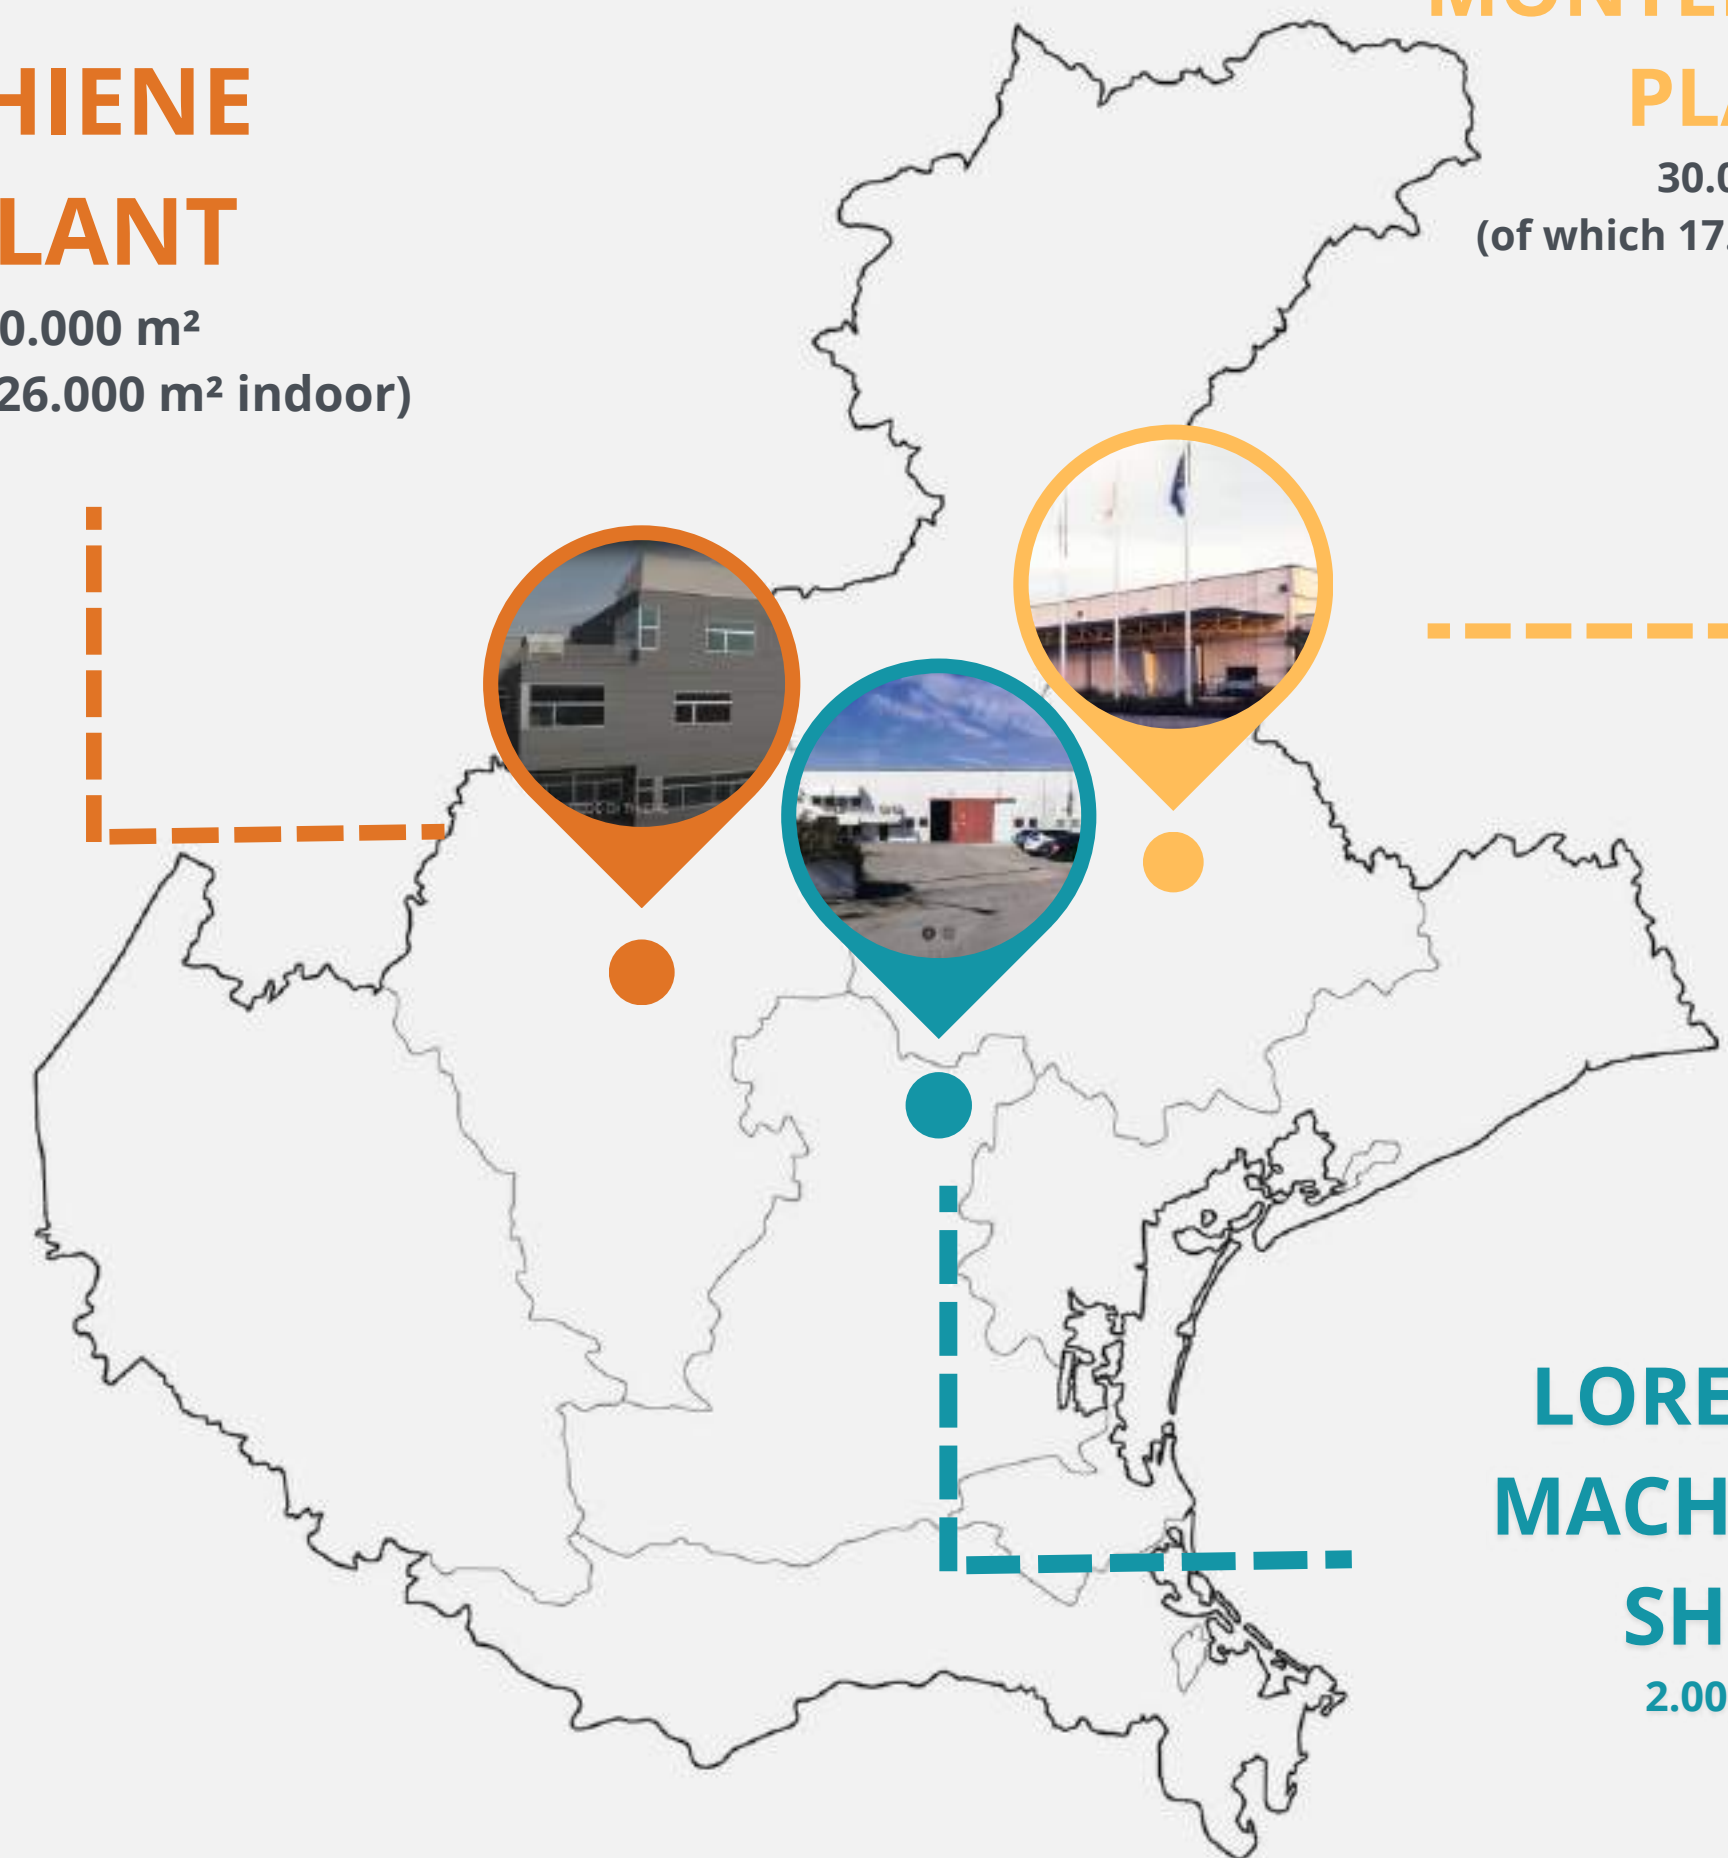 HIENE
LANT
0.000 m²
26.000 m² indoor)
PLA
30.0
(of which 17.
LORE
MACH
SH
2.00